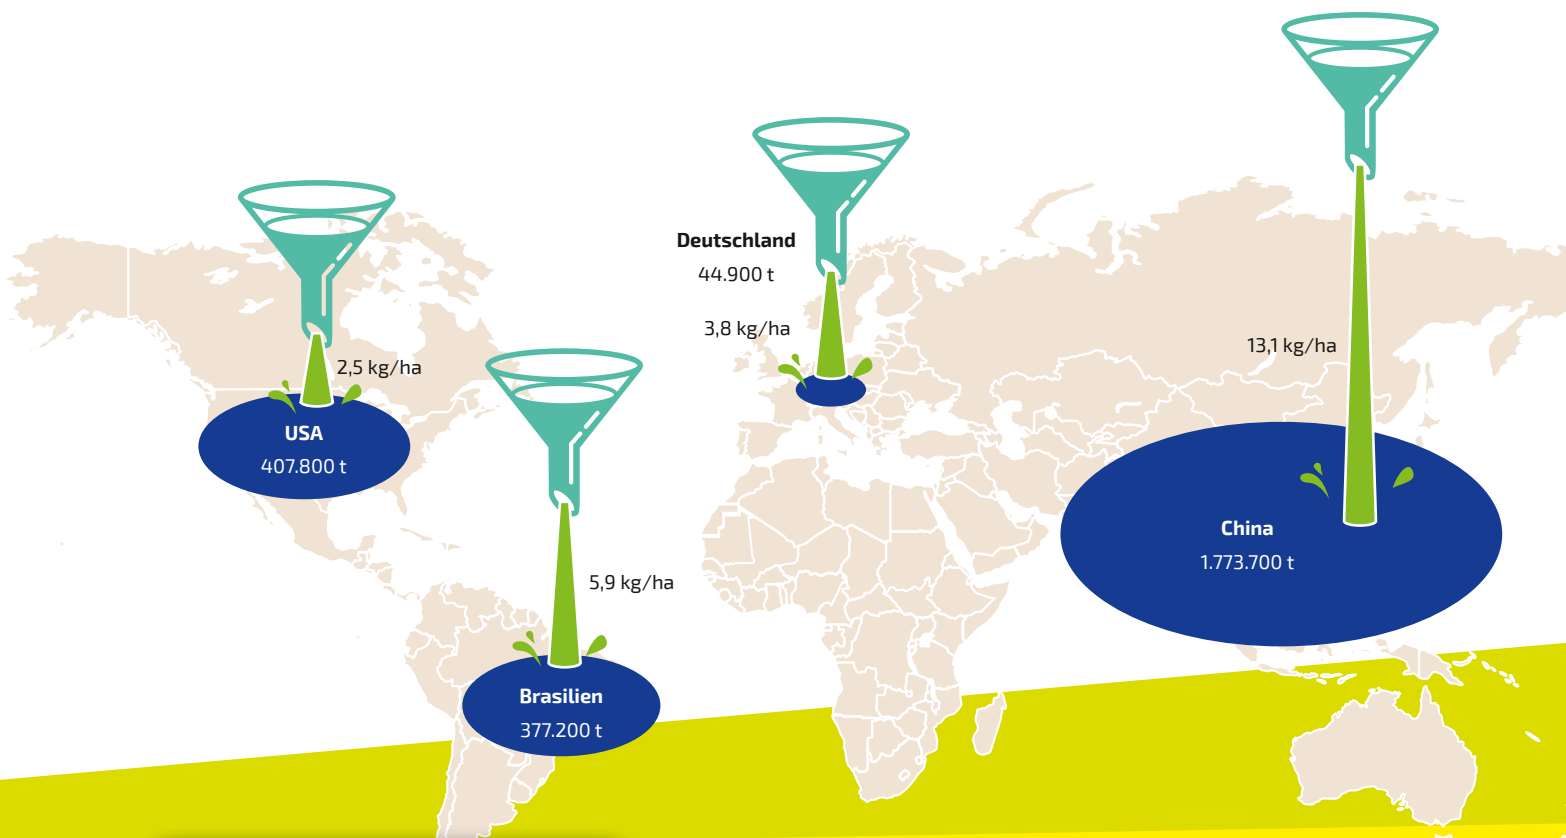 Deutschland
44.900 t
3,8 kg/ha
13,1 kg/ha
2,5 kg/ha
USA
407.800 t
China
1.773.700 t
5,9 kg/ha
Brasilien
377.200 t